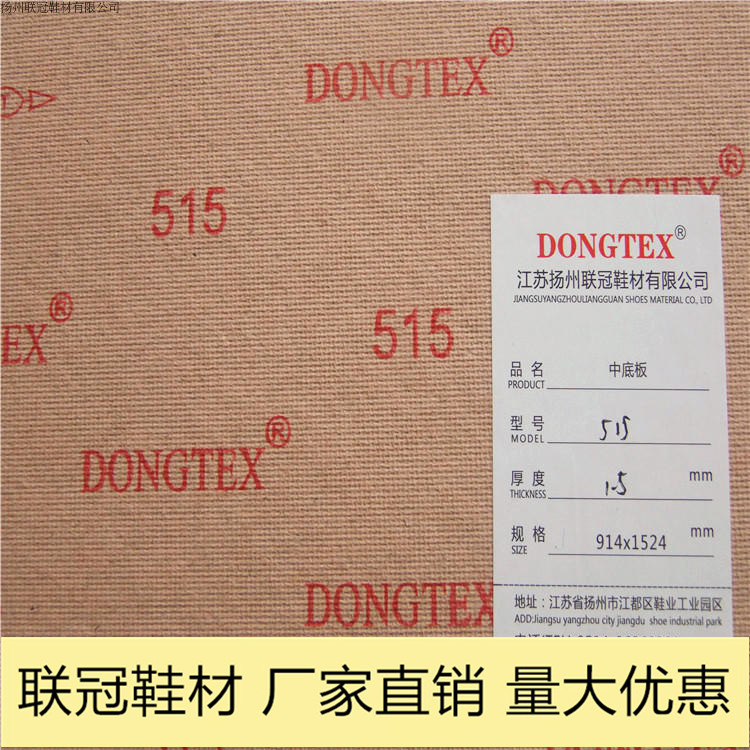 扬州联冠鞋材有限公司
DONGTEX®
515
DONGTEX®
EX®
515
DONGTEX®
DONGTEX
DONGTEX®
江苏扬州联冠鞋材有限公司
JIANGSUYANGZHOULIANGGUAN SHOES MATERIAL CO., LTD
品名 中底板
PRODUCT
型号 515
MODEL
厚度 1.5 mm
THICKNESS
规格 914x1524 mm
SIZE
地址：江苏省扬州市江都区鞋业工业园区
ADD:Jiangsu yangzhou city jiangdu shoe industrial park
联冠鞋材 厂家直销 量大优惠